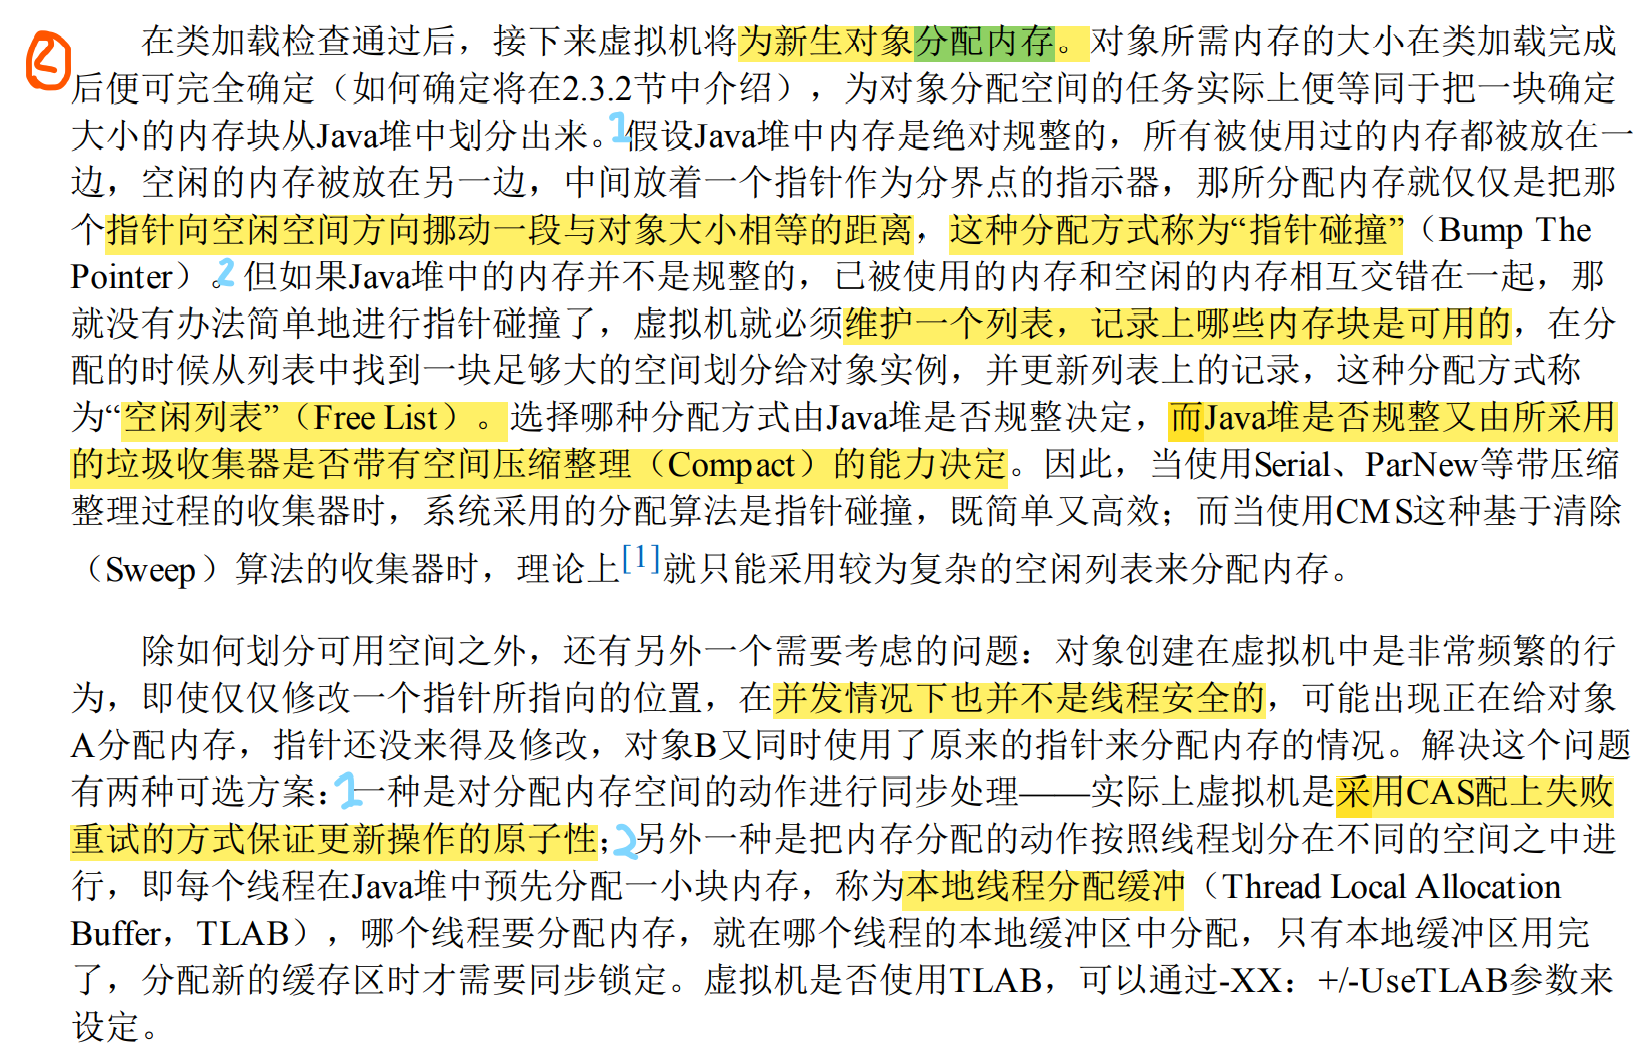 ② 在类加载检查通过后，接下来虚拟机将为新生对象分配内存。对象所需内存的大小在类加载完成
后便可完全确定（如何确定将在2.3.2节中介绍），为对象分配空间的任务实际上便等同于把一块确定
大小的内存块从Java堆中划分出来。1假设Java堆中内存是绝对规整的，所有被使用过的内存都被放在一
边，空闲的内存被放在另一边，中间放着一个指针作为分界点的指示器，那所分配内存就仅仅是把那
个指针向空闲空间方向挪动一段与对象大小相等的距离，这种分配方式称为“指针碰撞”（Bump The
Pointer）。2但如果Java堆中的内存并不是规整的，已被使用的内存和空闲的内存相互交错在一起，那
就没有办法简单地进行指针碰撞了，虚拟机就必须维护一个列表，记录上哪些内存块是可用的，在分
配的时候从列表中找到一块足够大的空间划分给对象实例，并更新列表上的记录，这种分配方式称
为“空闲列表”（Free List）。选择哪种分配方式由Java堆是否规整决定，而Java堆是否规整又由所采用
的垃圾收集器是否带有空间压缩整理（Compact）的能力决定。因此，当使用Serial、ParNew等带压缩
整理过程的收集器时，系统采用的分配算法是指针碰撞，既简单又高效；而当使用CMS这种基于清除
（Sweep）算法的收集器时，理论上[1]就只能采用较为复杂的空闲列表来分配内存。
除如何划分可用空间之外，还有另外一个需要考虑的问题：对象创建在虚拟机中是非常频繁的行
为，即使仅仅修改一个指针所指向的位置，在并发情况下也并不是线程安全的，可能出现正在给对象
A分配内存，指针还没来得及修改，对象B又同时使用了原来的指针来分配内存的情况。解决这个问题
有两种可选方案：1一种是对分配内存空间的动作进行同步处理——实际上虚拟机是采用CAS配上失败
重试的方式保证更新操作的原子性；2另外一种是把内存分配的动作按照线程划分在不同的空间之中进
行，即每个线程在Java堆中预先分配一小块内存，称为本地线程分配缓冲（Thread Local Allocation
Buffer，TLAB），哪个线程要分配内存，就在哪个线程的本地缓冲区中分配，只有本地缓冲区用完
了，分配新的缓存区时才需要同步锁定。虚拟机是否使用TLAB，可以通过-XX：+/-UseTLAB参数来
设定。